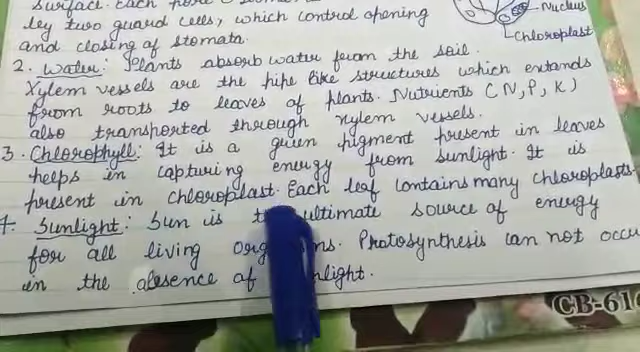 surface. Each
Nucleus
by two guard cells, which control opening
Chloroplast
and closing of stomata.
2. Water: Plants absorb water from the soil.
Xylem vessels are the pipe like structures which extends
from roots to leaves of plants. Nutrients (N, P, K)
also transported through xylem vessels.
3. Chlorophyll: It is a green pigment present in leaves
helps in capturing energy from sunlight. It is
present in chloroplast. Each leaf contains many chloroplasts.
Sunlight: Sun is ultimate source of energy
for all living Photosynthesis can not occu
in the absence of
CB-61